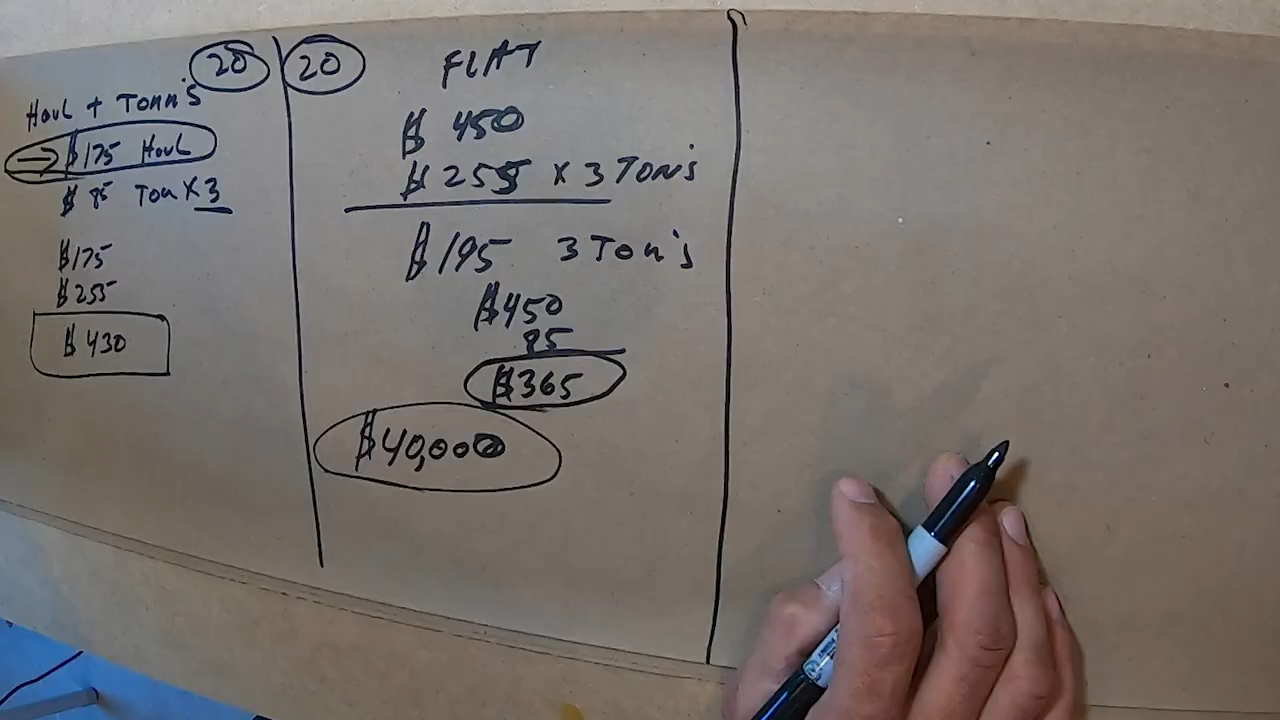 20
Haul + Tonn's
$175 Haul
$ 85 Ton x 3
$175
$255
$ 430
20
FLAT
$ 450
$ 255 x 3 Ton's
$195 3 Ton's
$450
85
$365
$40,000